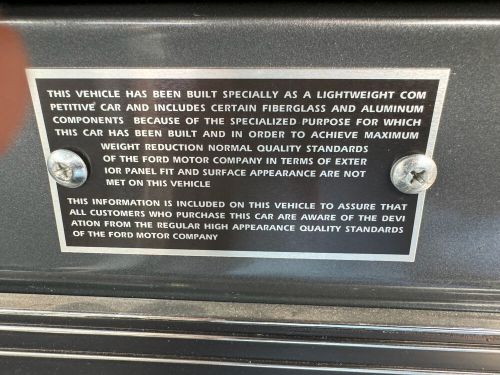 THIS VEHICLE HAS BEEN BUILT SPECIALLY AS A LIGHTWEIGHT COM
PETITIVE CAR AND INCLUDES CERTAIN FIBERGLASS AND ALUMINUM
COMPONENTS BECAUSE OF THE SPECIALIZED PURPOSE FOR WHICH
THIS CAR HAS BEEN BUILT AND IN ORDER TO ACHIEVE MAXIMUM
WEIGHT REDUCTION NORMAL QUALITY STANDARDS
OF THE FORD MOTOR COMPANY IN TERMS OF EXTER
IOR PANEL FIT AND SURFACE APPEARANCE ARE NOT
MET ON THIS VEHICLE
THIS INFORMATION IS INCLUDED ON THIS VEHICLE TO ASSURE THAT
ALL CUSTOMERS WHO PURCHASE THIS CAR ARE AWARE OF THE DEVI
ATION FROM THE REGULAR HIGH APPEARANCE QUALITY STANDARDS
OF THE FORD MOTOR COMPANY